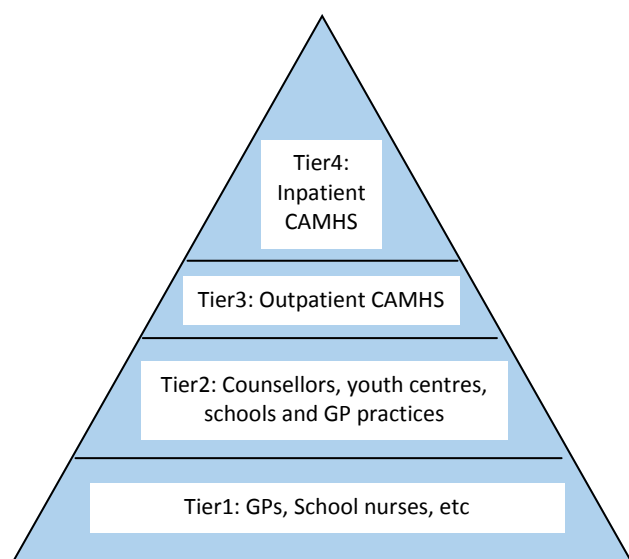 Tier4:
Inpatient
CAMHS
Tier3: Outpatient CAMHS
Tier2: Counsellors, youth centres,
schools and GP practices
Tier1: GPs, School nurses, etc